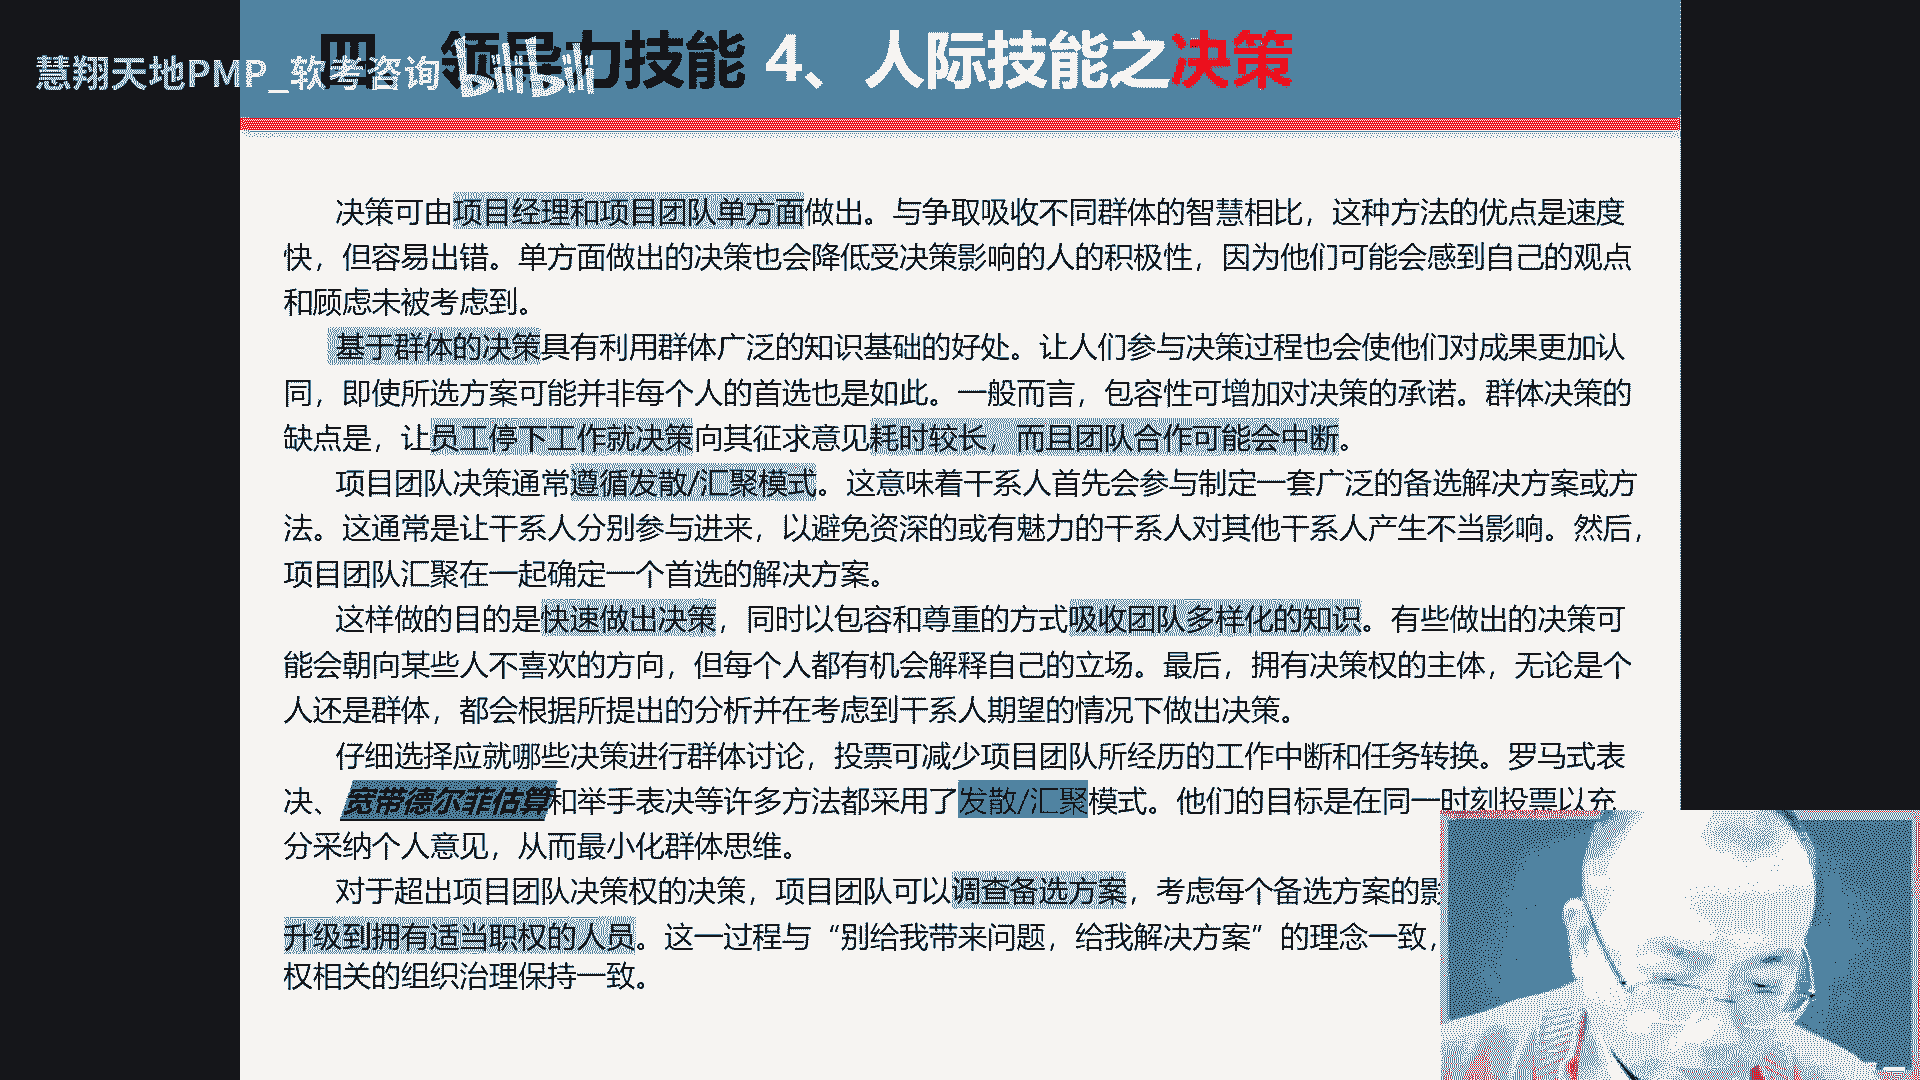 四、领导力技能 4、人际技能之决策
慧翔天地PMP_软考咨询 bilibili
决策可由项目经理和项目团队单方面做出。与争取吸收不同群体的智慧相比，这种方法的优点是速度
快，但容易出错。单方面做出的决策也会降低受决策影响的人的积极性，因为他们可能会感到自己的观点
和顾虑未被考虑到。
基于群体的决策具有利用群体广泛的知识基础的好处。让人们参与决策过程也会使他们对成果更加认
同，即使所选方案可能并非每个人的首选也是如此。一般而言，包容性可增加对决策的承诺。群体决策的
缺点是，让员工停下工作就决策向其征求意见耗时较长，而且团队合作可能会中断。
项目团队决策通常遵循发散/汇聚模式。这意味着干系人首先会参与制定一套广泛的备选解决方案或方
法。这通常是让干系人分别参与进来，以避免资深的或有魅力的干系人对其他干系人产生不当影响。然后，
项目团队汇聚在一起确定一个首选的解决方案。
这样做的目的是快速做出决策，同时以包容和尊重的方式吸收团队多样化的知识。有些做出的决策可
能会朝向某些人不喜欢的方向，但每个人都有机会解释自己的立场。最后，拥有决策权的主体，无论是个
人还是群体，都会根据所提出的分析并在考虑到干系人期望的情况下做出决策。
仔细选择应就哪些决策进行群体讨论，投票可减少项目团队所经历的工作中断和任务转换。罗马式表
决、宽带德尔菲估算和举手表决等许多方法都采用了发散/汇聚模式。他们的目标是在同一时刻投票以充
分采纳个人意见，从而最小化群体思维。
对于超出项目团队决策权的决策，项目团队可以调查备选方案，考虑每个备选方案的影
升级到拥有适当职权的人员。这一过程与“别给我带来问题，给我解决方案”的理念一致，
权相关的组织治理保持一致。